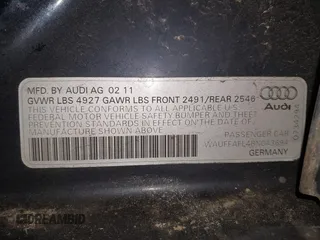 MFD. BY AUDI AG 02 11
GVWR LBS 4927 GAWR LBS FRONT 2491/REAR 2546
THIS VEHICLE CONFORMS TO ALL APPLICABLE U.S.
FEDERAL MOTOR VEHICLE SAFETY BUMPER AND THEFT
PREVENTION STANDARDS IN EFFECT ON THE DATE OF
MANUFACTURE SHOWN ABOVE.
Audi
PASSENGER CAR
GERMANY
DREAMBID